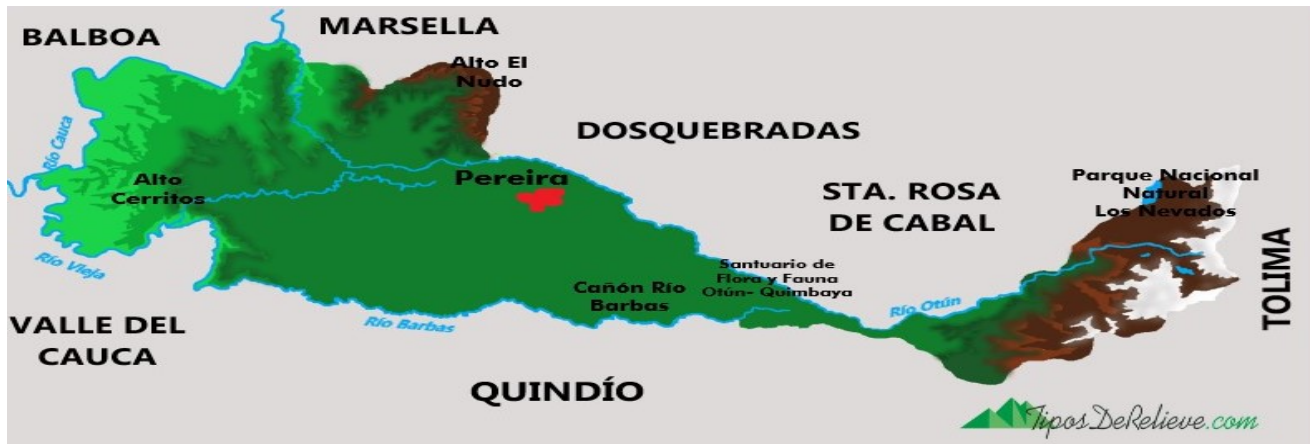 BALBOA
MARSELLA
Alto El
Nudo
DOSQUEBRADAS
Río Cauca
Alto
Cerritos
Pereira
STA. ROSA
DE CABAL
Parque Nacional
Natural
Los Nevados
TOLIMA
Río Vieja
Santuario de
Flora y Fauna
Otún- Quimbaya
Cañón Río
Barbas
Río Otún
Río Barbas
VALLE DEL
CAUCA
QUINDÍO
TiposDeRelieve.com